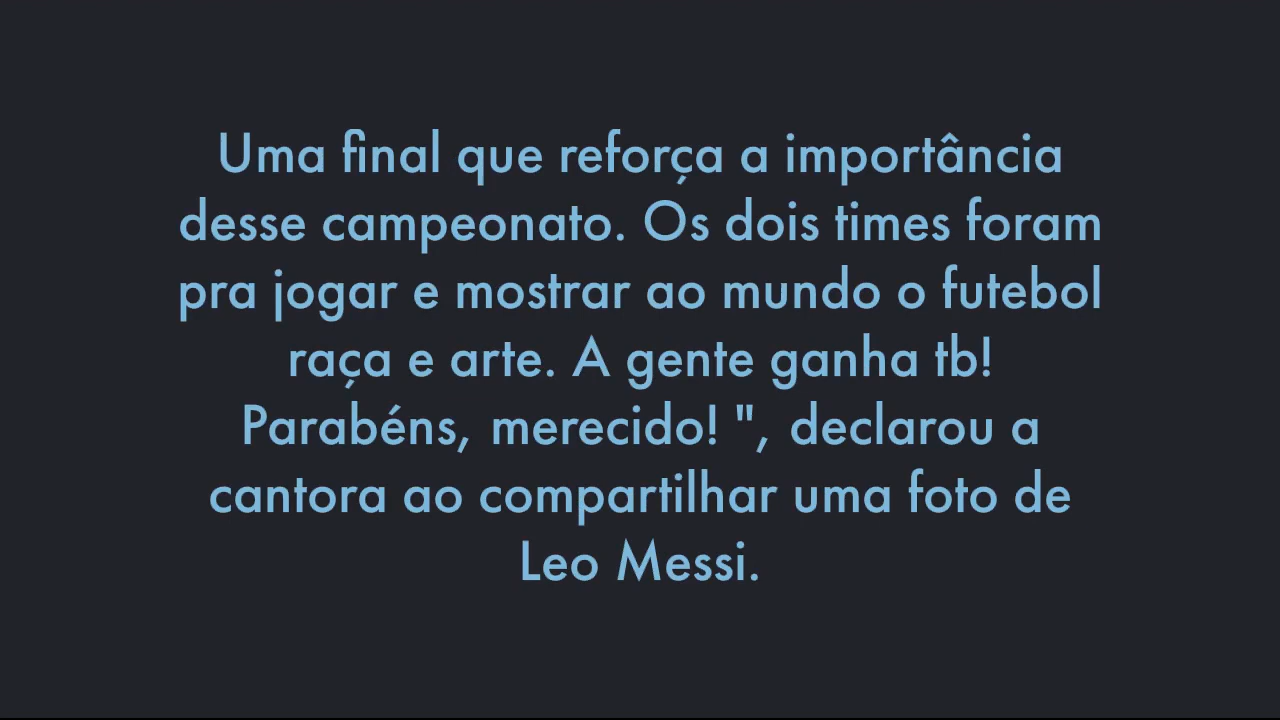 Uma final que reforça a importância
desse campeonato. Os dois times foram
pra jogar e mostrar ao mundo o futebol
raça e arte. A gente ganha tb!
Parabéns, merecido! ", declarou a
cantora ao compartilhar uma foto de
Leo Messi.